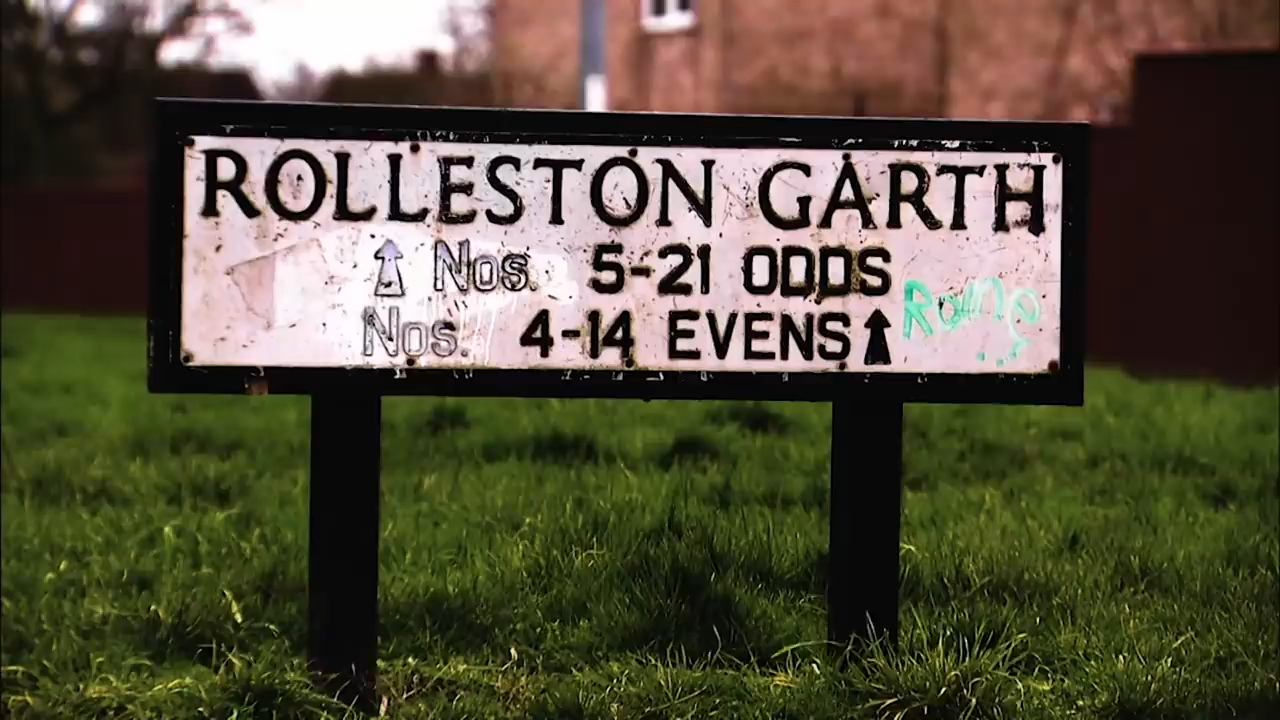 ROLLESTON GARTH
Nos. 5-21 ODDS
Nos. 4-14 EVENS